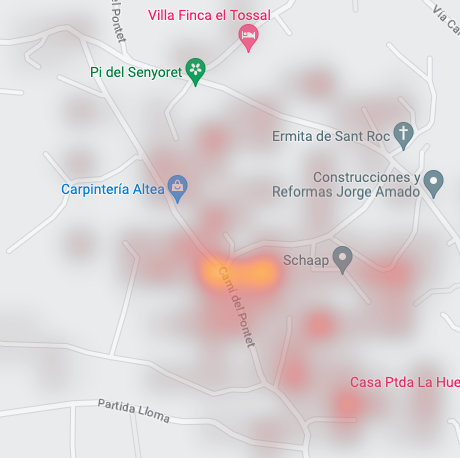 del Pontet
Villa Finca el Tossal
Via Ca
Pi del Senyoret
Ermita de Sant Roc
Construcciones y
Reformas Jorge Amado
Carpintería Altea
Schaap
Camí del Pontet
Casa Ptda La Hue
Partida Lloma